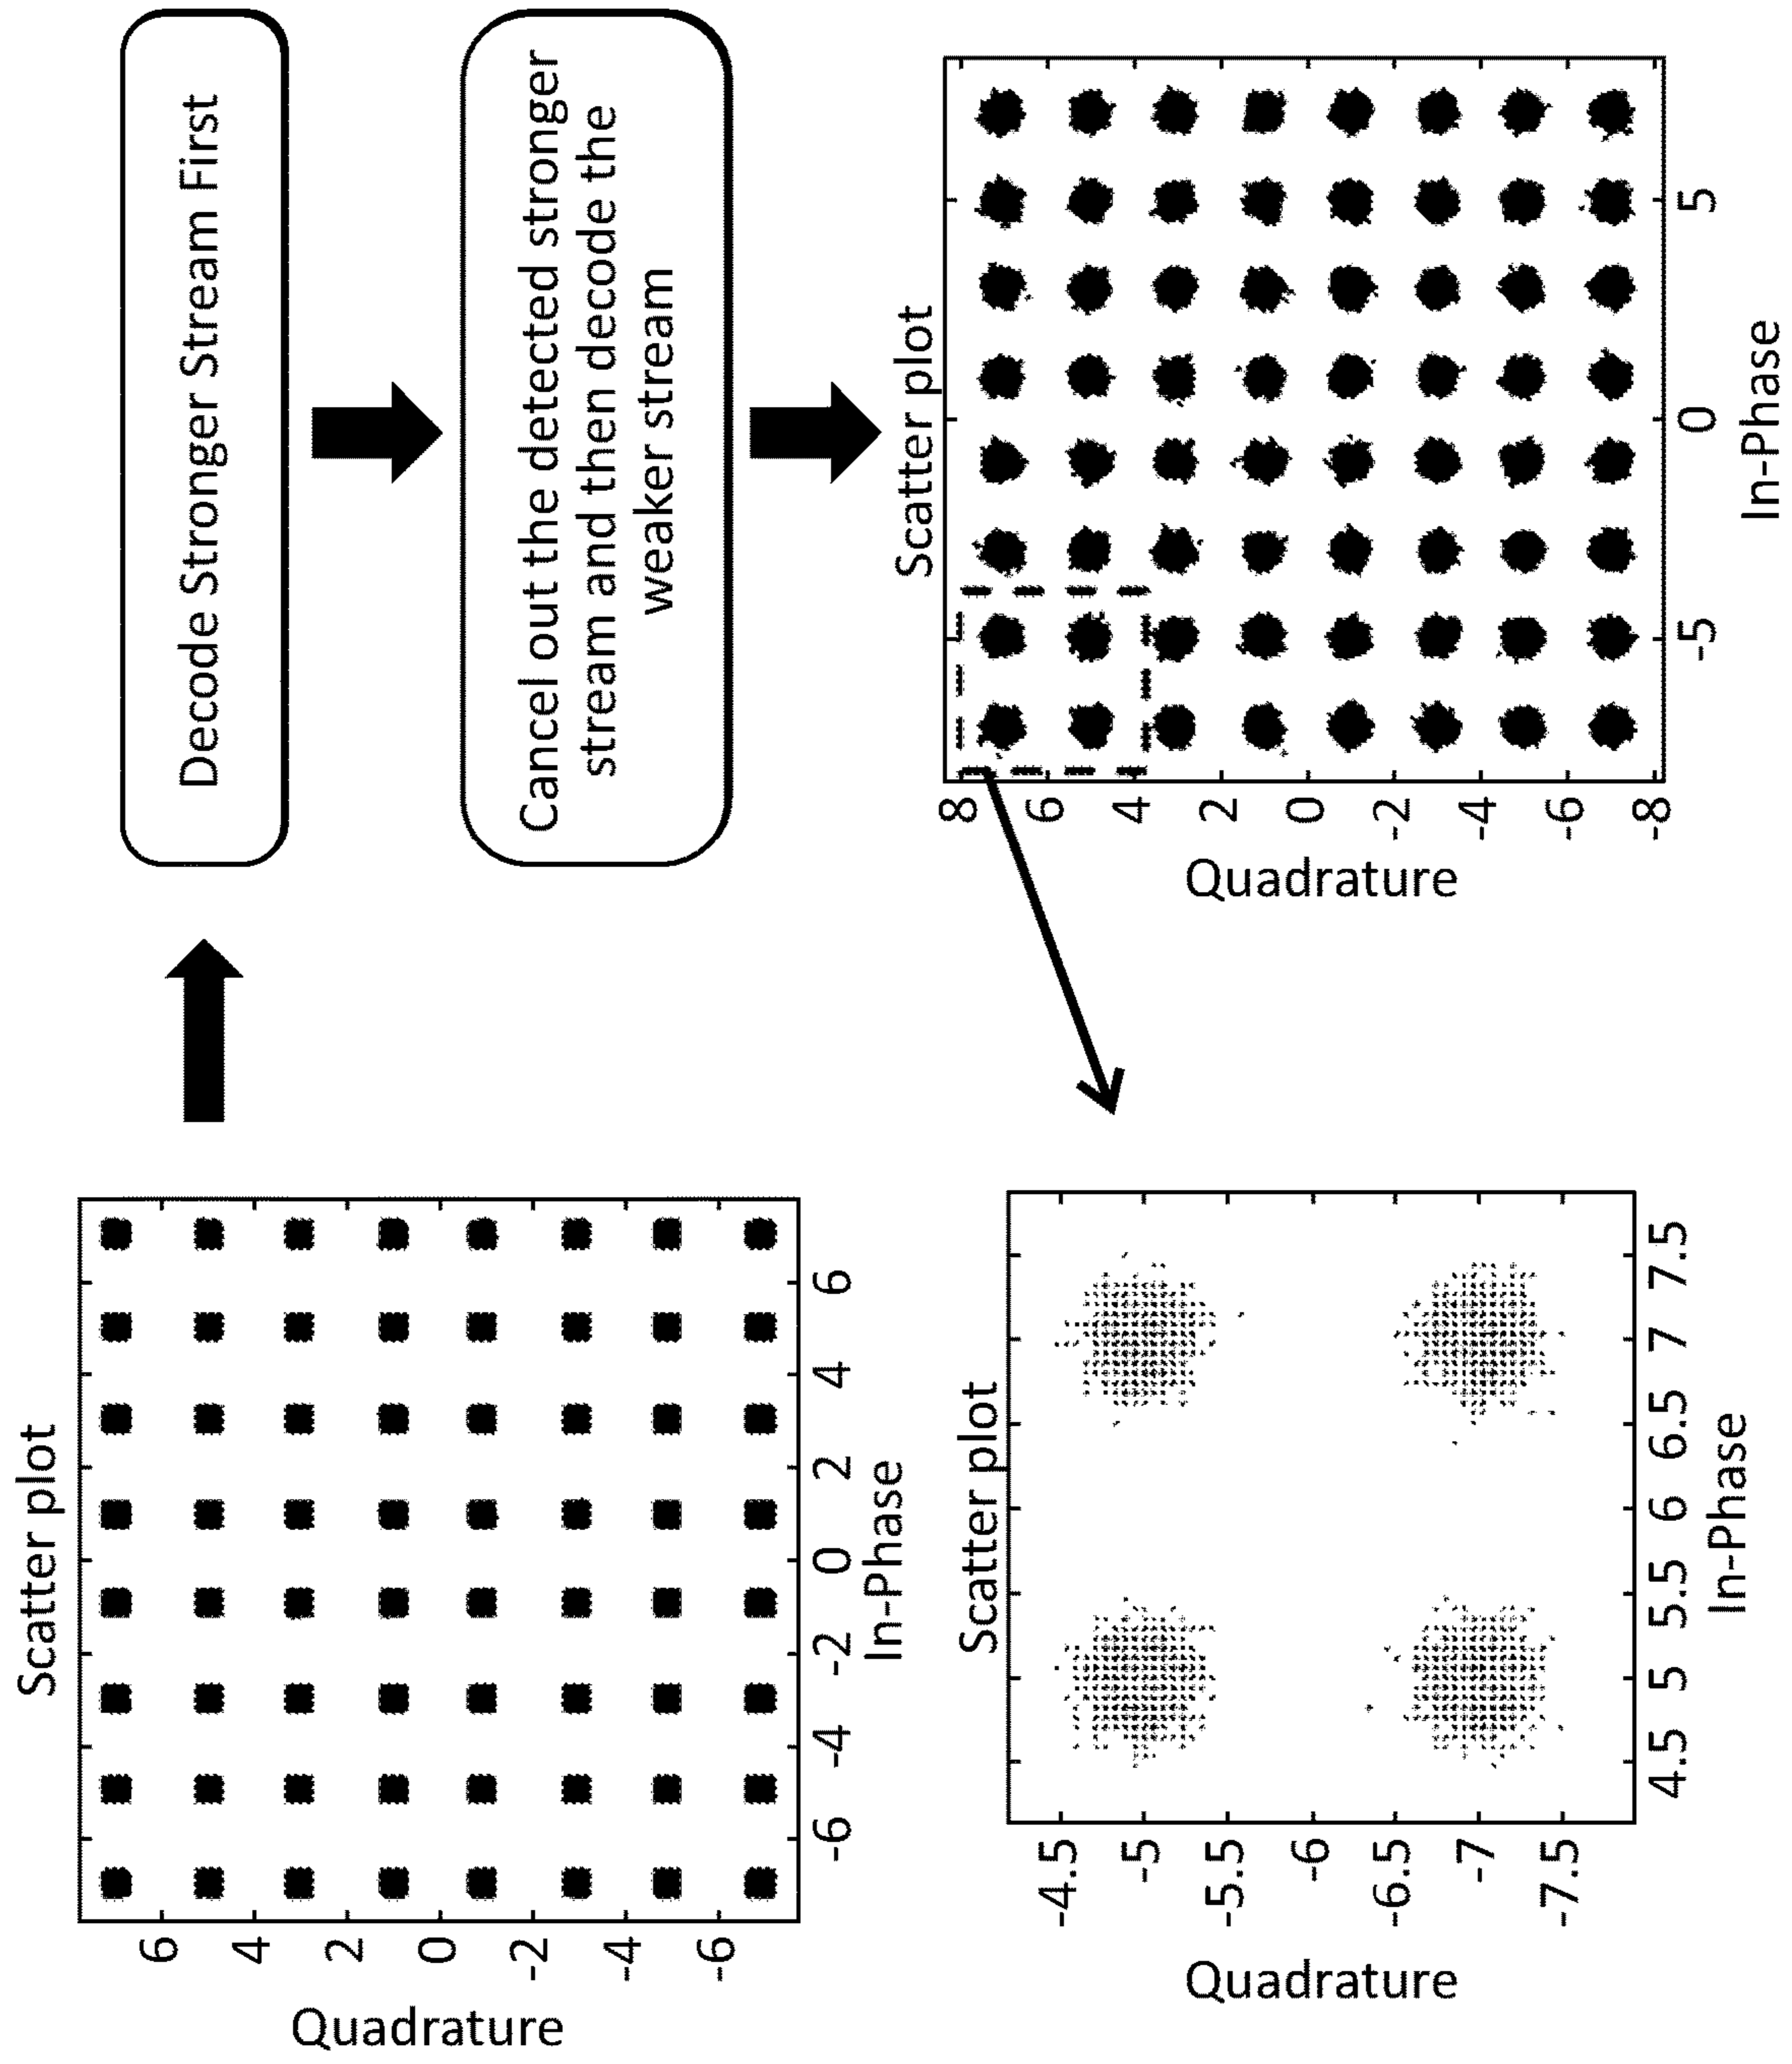 Scatter plot
Quadrature
6
4
2
0
-2
-4
-6
-6 -4 -2 0 2 4 6
In-Phase
Decode Stronger Stream First
Cancel out the detected stronger
stream and then decode the
weaker stream
Scatter plot
Quadrature
-4.5
-5
-5.5
-6
-6.5
-7
-7.5
4.5 5 5.5 6 6.5 7 7.5
In-Phase
Scatter plot
Quadrature
8
6
4
2
0
-2
-4
-6
-8
-5 0 5
In-Phase